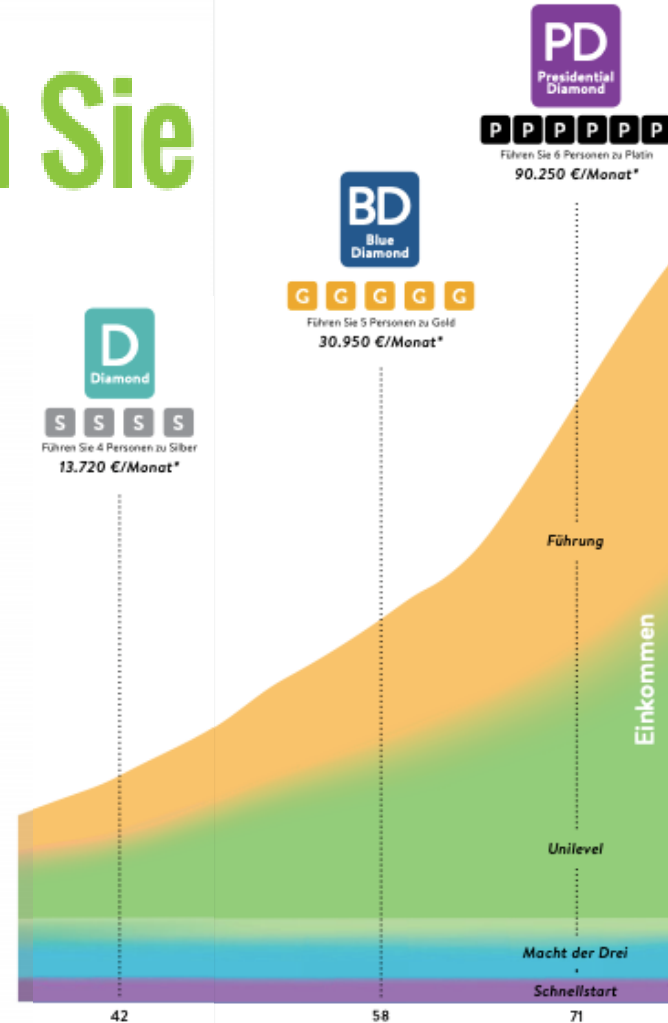 n Sie
PD
Presidential
Diamond
P P P P P P
Führen Sie 6 Personen zu Platin
90.250 €/Monat*
BD
Blue
Diamond
G G G G G
Führen Sie 5 Personen zu Gold
30.950 €/Monat*
D
Diamond
S S S S
Führen Sie 4 Personen zu Silber
13.720 €/Monat*
Führung
Einkommen
Unilevel
Macht der Drei
Schnellstart
42 58 71